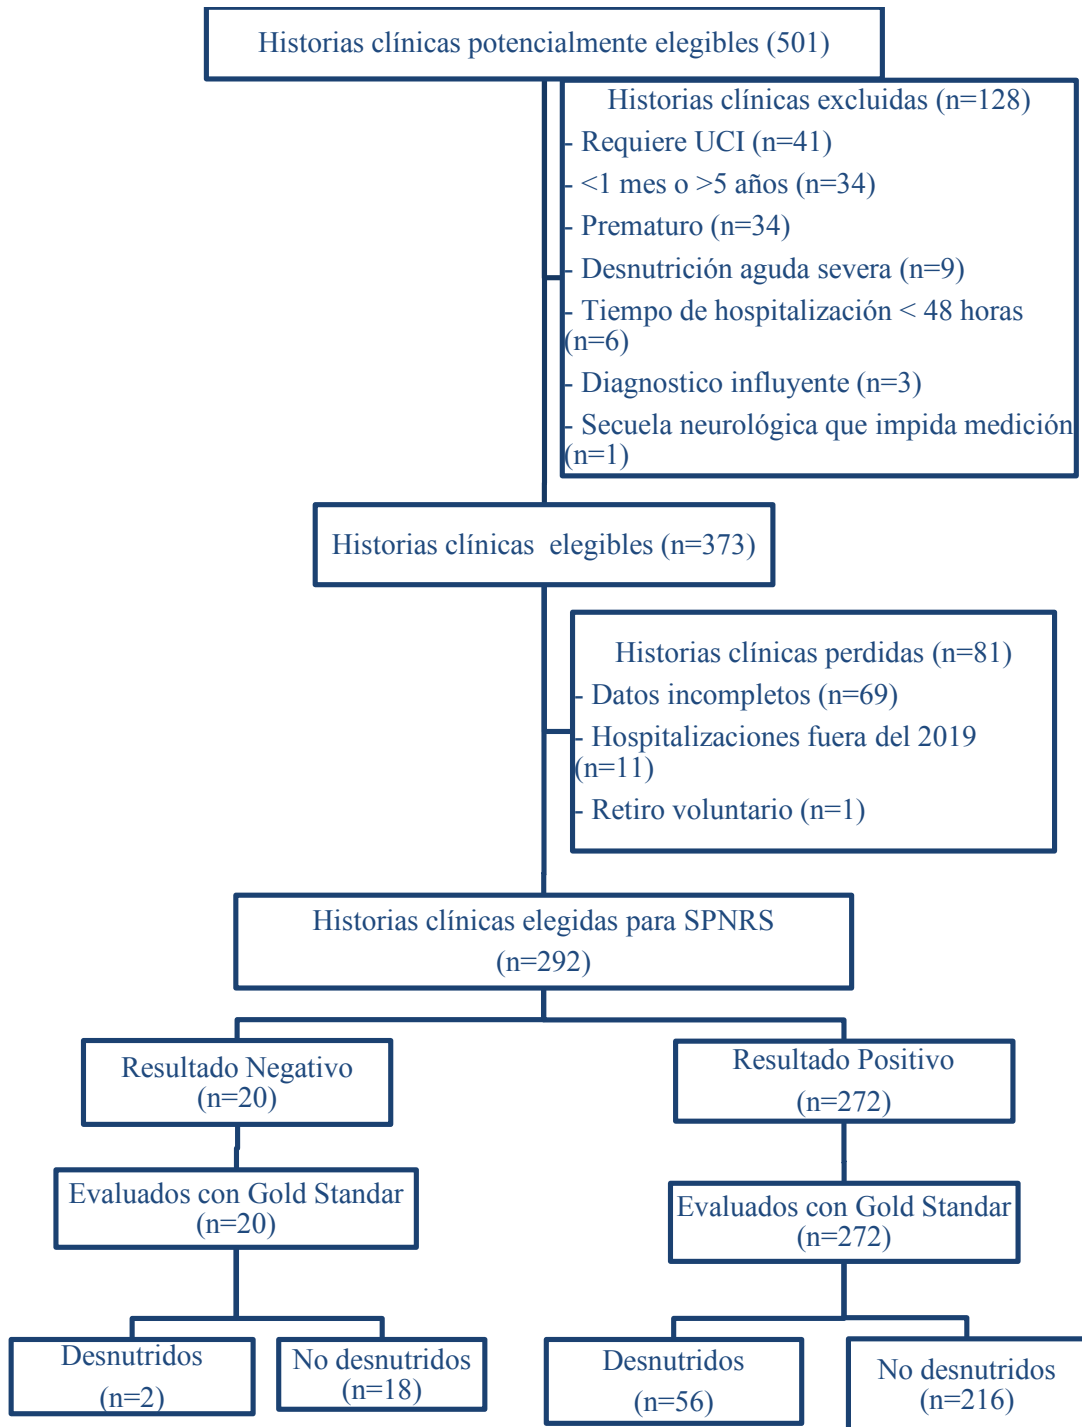 Historias clínicas potencialmente elegibles (501)
Historias clínicas excluidas (n=128)
- Requiere UCI (n=41)
- <1 mes o >5 años (n=34)
- Prematuro (n=34)
- Desnutrición aguda severa (n=9)
- Tiempo de hospitalización < 48 horas
(n=6)
- Diagnostico influyente (n=3)
- Secuela neurológica que impida medición
(n=1)
Historias clínicas elegibles (n=373)
Historias clínicas perdidas (n=81)
- Datos incompletos (n=69)
- Hospitalizaciones fuera del 2019
(n=11)
- Retiro voluntario (n=1)
Historias clínicas elegidas para SPNRS
(n=292)
Resultado Negativo
(n=20)
Resultado Positivo
(n=272)
Evaluados con Gold Standar
(n=20)
Evaluados con Gold Standar
(n=272)
Desnutridos
(n=2)
No desnutridos
(n=18)
Desnutridos
(n=56)
No desnutridos
(n=216)